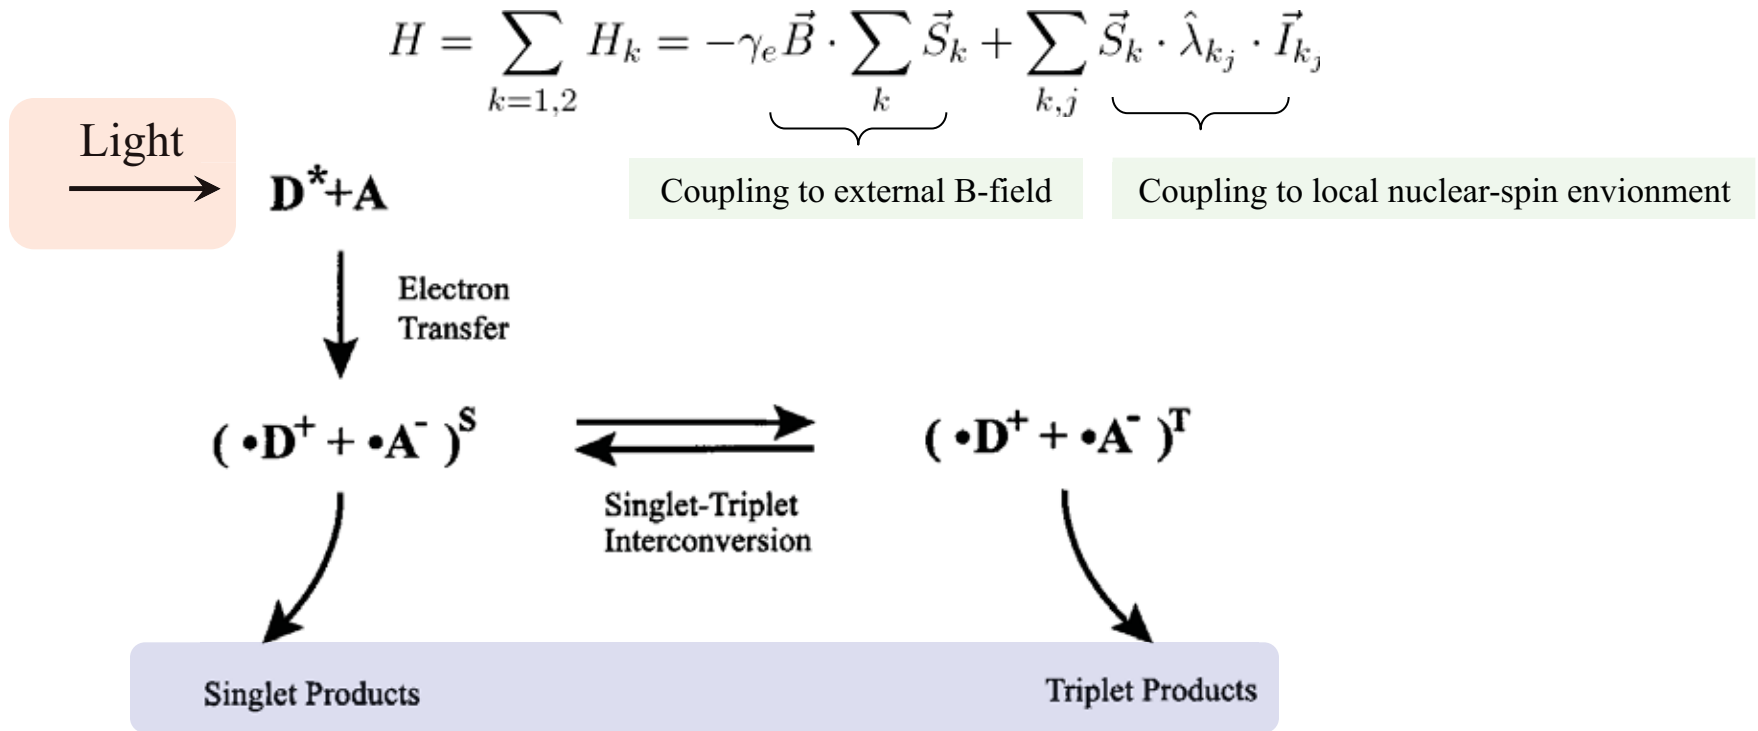 H = ∑_{k=1,2} H_k = −γ_e B⃗ · ∑_k S⃗_k + ∑_{k,j} S⃗_k · λ̂_{k_j} · I⃗_{k_j}
Light
D*+A
Coupling to external B-field
Coupling to local nuclear-spin envionment
Electron
Transfer
( •D⁺ + •A⁻ )ˢ
( •D⁺ + •A⁻ )ᵀ
Singlet-Triplet
Interconversion
Singlet Products
Triplet Products